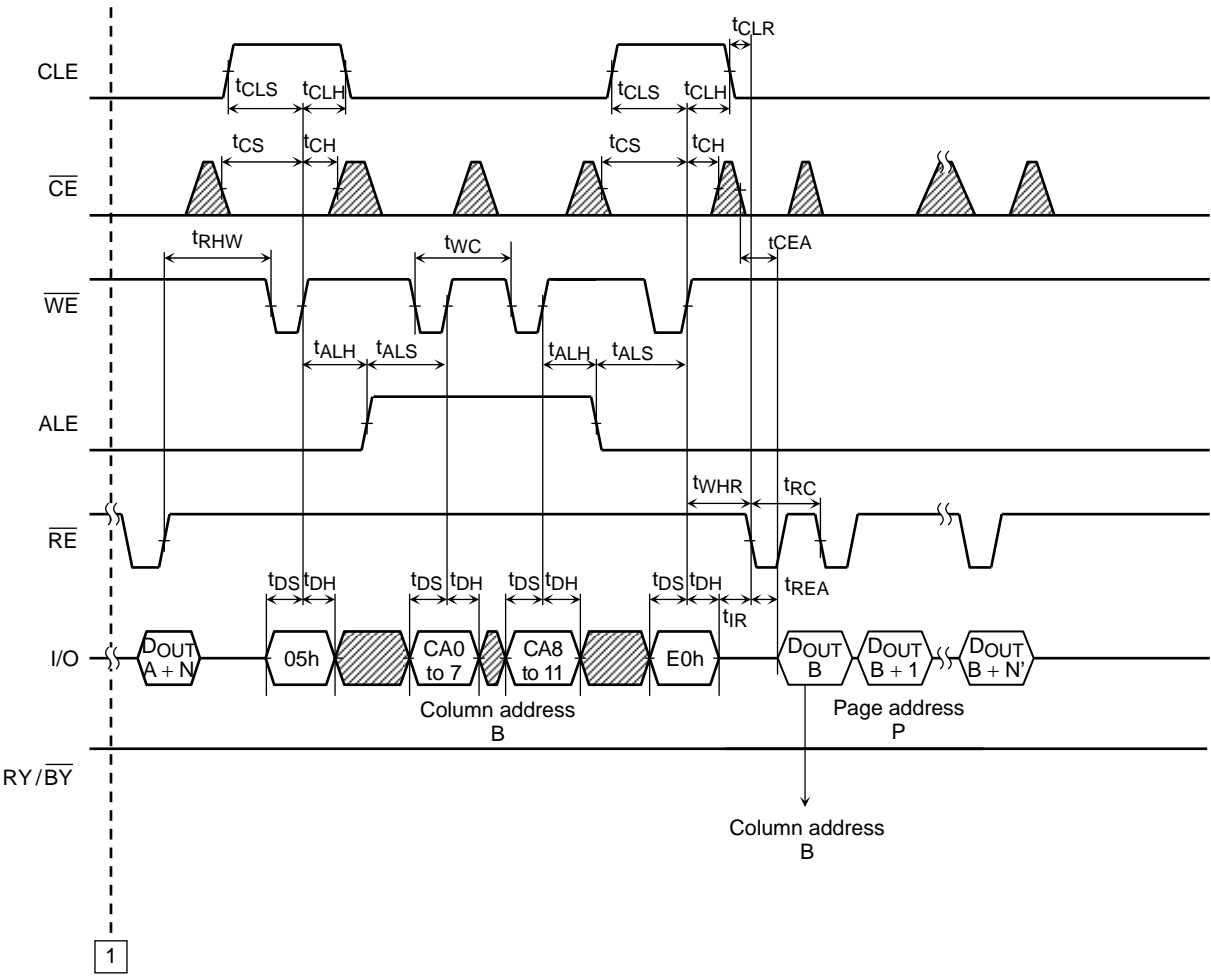 tCLR
CLE
tCLS tCLH tCLS tCLH
tCS tCH tCS tCH
CE
tRHW tWC tCEA
WE
tALH tALS tALH tALS
ALE
tWHR tRC
RE
tDS tDH tDS tDH tDS tDH tDS tDH tREA
tIR
I/O
DOUT
A + N
05h
CA0
to 7
CA8
to 11
E0h
DOUT
B
DOUT
B + 1
DOUT
B + N'
Column address
B
Page address
P
RY/BY
Column address
B
1